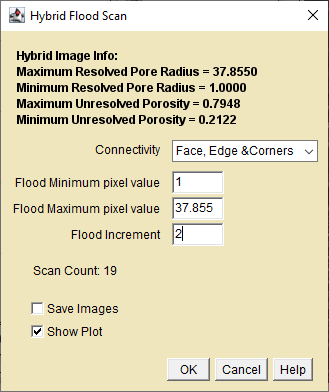 Hybrid Flood Scan
Hybrid Image Info:
Maximum Resolved Pore Radius = 37.8550
Minimum Resolved Pore Radius = 1.0000
Maximum Unresolved Porosity = 0.7948
Minimum Unresolved Porosity = 0.2122
Connectivity Face, Edge &Corners
Flood Minimum pixel value 1
Flood Maximum pixel value 37.855
Flood Increment 2
Scan Count: 19
Save Images
Show Plot
OK Cancel Help